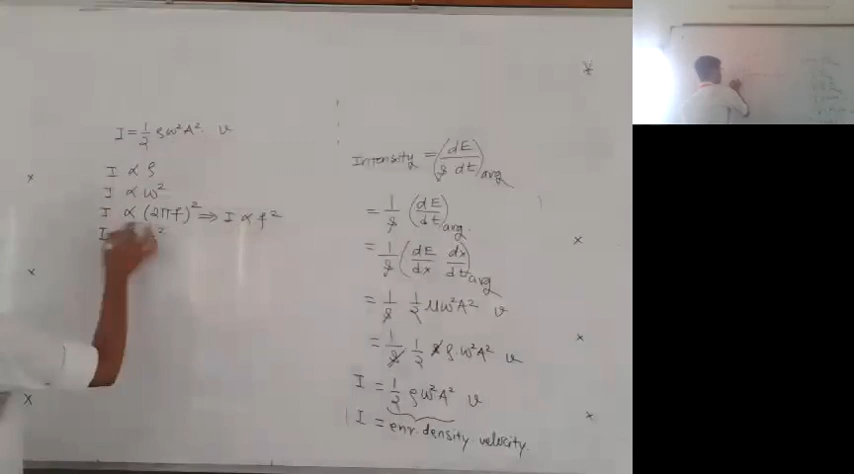 I = 1/2 ρω²A² v
I ∝ ρ
I ∝ ω²
I ∝ (2πf)² ⇒ I ∝ f²
I
Intensity = (dE/(S dt))avg
= 1/S (dE/dt)avg.
= 1/S (dE/dx dx/dt)avg
= 1/S 1/2 μω²A² v
= 1/S 1/2 S ρ.ω²A² v
I = 1/2 ρω²A² v
I = enr. density velocity.